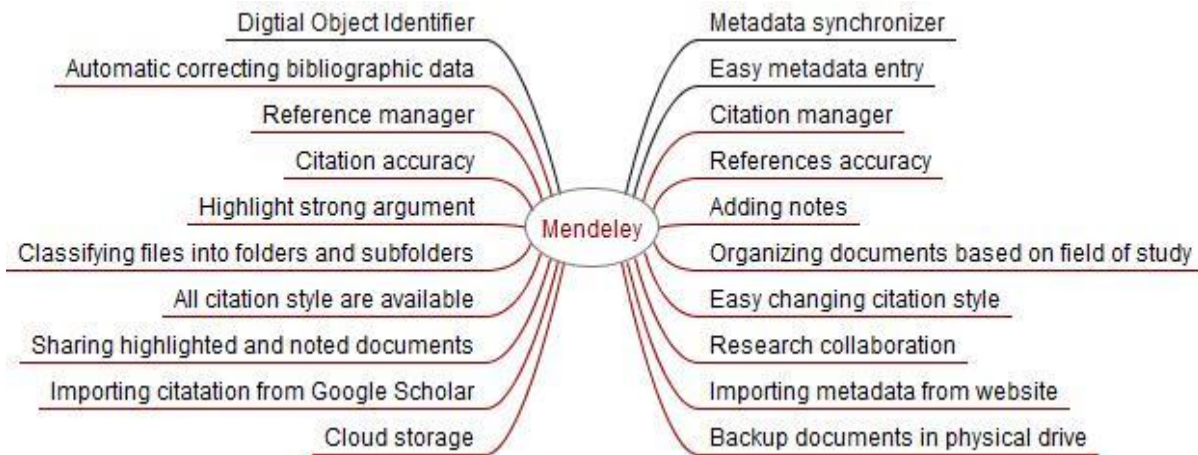 Digtial Object Identifier
Automatic correcting bibliographic data
Reference manager
Citation accuracy
Highlight strong argument
Classifying files into folders and subfolders
All citation style are available
Sharing highlighted and noted documents
Importing citatation from Google Scholar
Cloud storage
Mendeley
Metadata synchronizer
Easy metadata entry
Citation manager
References accuracy
Adding notes
Organizing documents based on field of study
Easy changing citation style
Research collaboration
Importing metadata from website
Backup documents in physical drive